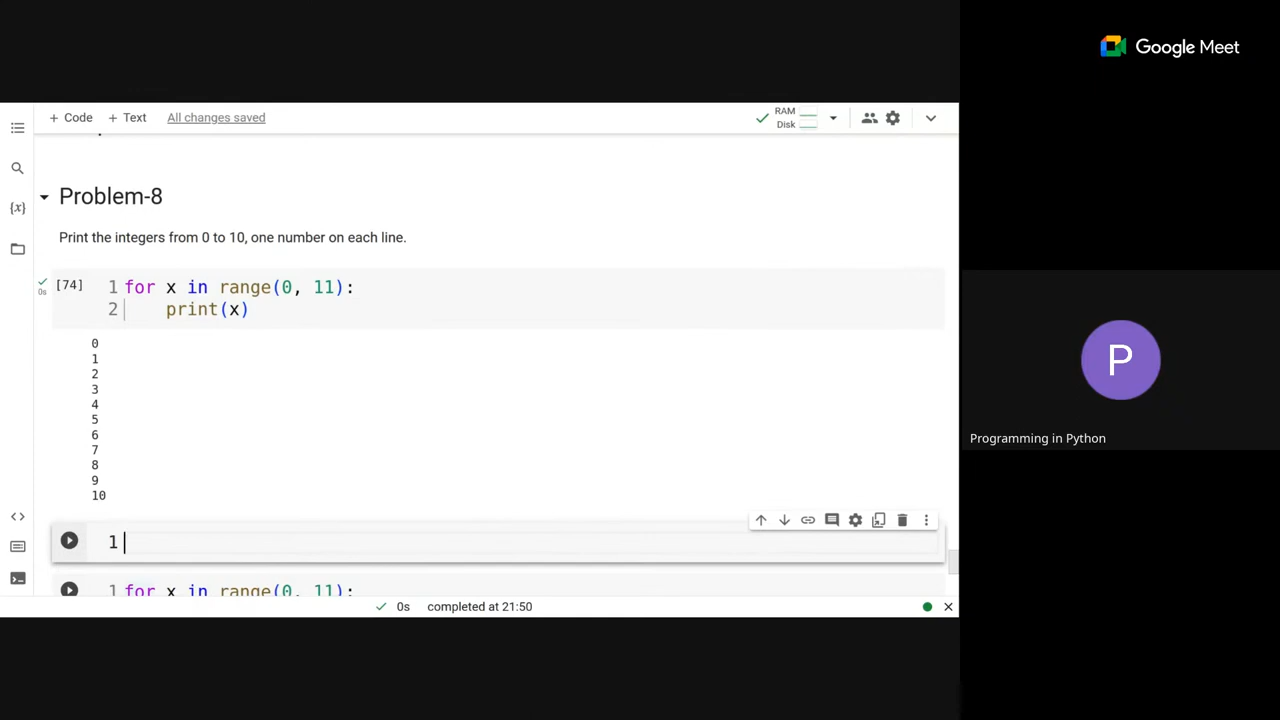 Google Meet
+ Code + Text All changes saved
RAM
Disk
Problem-8
{x}
Print the integers from 0 to 10, one number on each line.
[74] 1 for x in range(0, 11):
0s
2 print(x)
0
1
2
3
4
5
6
7
8
9
10
1
1 for x in range(0, 11):
0s completed at 21:50
P
Programming in Python